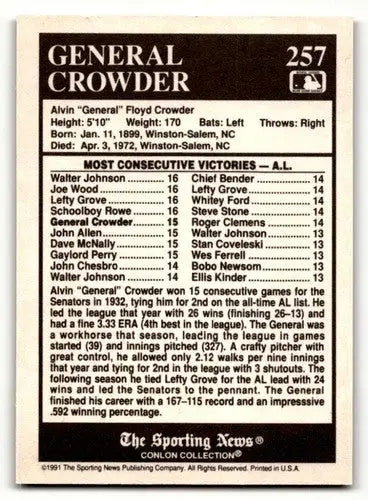 GENERAL 257
CROWDER
Alvin "General" Floyd Crowder
Height: 5'10" Weight: 170 Bats: Left Throws: Right
Born: Jan. 11, 1899, Winston-Salem, NC
Died: Apr. 3, 1972, Winston-Salem, NC
MOST CONSECUTIVE VICTORIES — A.L.
Walter Johnson ............ 16 Chief Bender ............... 14
Joe Wood .................... 16 Lefty Grove .................. 14
Lefty Grove .................. 16 Whitey Ford ................. 14
Schoolboy Rowe .......... 16 Steve Stone ................. 14
General Crowder .......... 15 Roger Clemens ............ 14
John Allen .................... 15 Walter Johnson ............ 13
Dave McNally ............... 15 Stan Coveleski ............ 13
Gaylord Perry ............... 15 Wes Ferrell .................. 13
John Chesbro ............... 14 Bobo Newsom ............. 13
Walter Johnson ............ 14 Ellis Kinder .................. 13
Alvin "General" Crowder won 15 consecutive games for the
Senators in 1932, tying him for 2nd on the all-time AL list. He
led the league that year with 26 wins (finishing 26–13) and
had a fine 3.33 ERA (4th best in the league). The General was
a workhorse that season, leading the league in games
started (39) and innings pitched (327). A crafty pitcher with
great control, he allowed only 2.12 walks per nine innings
that year and tying for 2nd in the league with 3 shutouts. The
following season he tied Lefty Grove for the AL lead with 24
wins and led the Senators to the pennant. The General
finished his career with a 167–115 record and an impresssive
.592 winning percentage.
The Sporting News®
CONLON COLLECTION®
©1991 The Sporting News Publishing Company. All Rights Reserved. Printed in U.S.A.